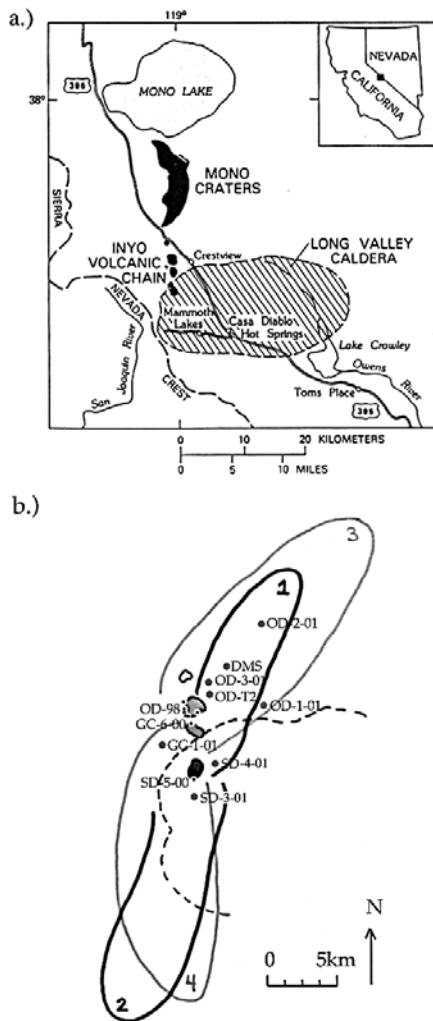 a.)
119°
38°
395
MONO LAKE
NEVADA
CALIFORNIA
MONO
CRATERS
SIERRA
INYO
VOLCANIC
CHAIN
Crestview
LONG VALLEY
CALDERA
NEVADA
Mammoth
Lakes
Casa Diablo
Hot Springs
Lake Crowley
Owens
River
San
Joaquin River
CREST
Toms Place
395
0 10 20 KILOMETERS
0 5 10 MILES
b.)
3
1
OD-2-01
DMS
OD-3-01
OD-T2
OD-98
OD-1-01
GC-6-00
GC-1-01
SD-4-01
SD-5-00
SD-3-01
N
0 5km
4
2